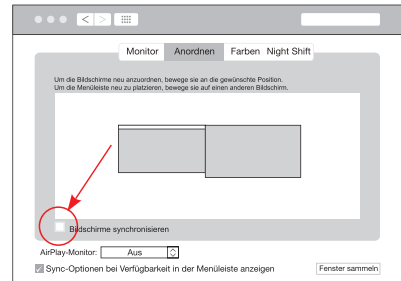 Monitor Anordnen Farben Night Shift
Um die Bildschirme neu anzuordnen, bewege sie an die gewünschte Position.
Um die Menüleiste neu zu platzieren, bewege sie auf einen anderen Bildschirm.
Bildschirme synchronisieren
AirPlay-Monitor: Aus
Sync-Optionen bei Verfügbarkeit in der Menüleiste anzeigen Fenster sammeln